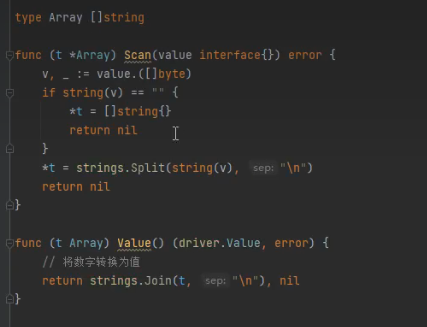 type Array []string
func (t *Array) Scan(value interface{}) error {
v, _ := value.([]byte)
if string(v) == "" {
*t = []string{}
return nil
}
*t = strings.Split(string(v), sep: "\n")
return nil
}
func (t Array) Value() (driver.Value, error) {
// 将数字转换为值
return strings.Join(t, sep: "\n"), nil
}